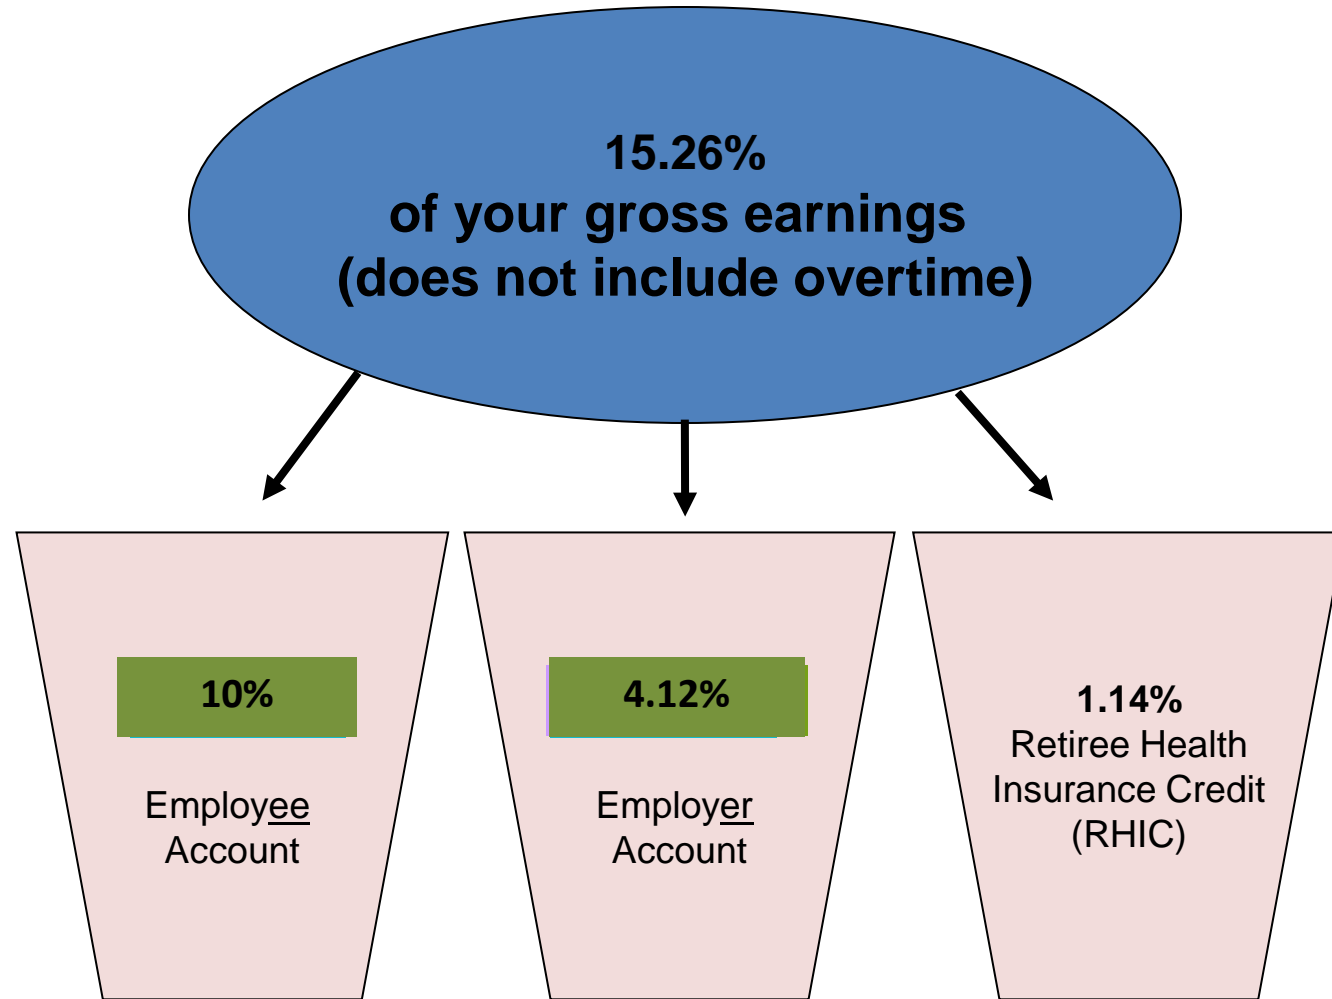 15.26%
of your gross earnings
(does not include overtime)
10%
Employee
Account
4.12%
Employer
Account
1.14%
Retiree Health
Insurance Credit
(RHIC)